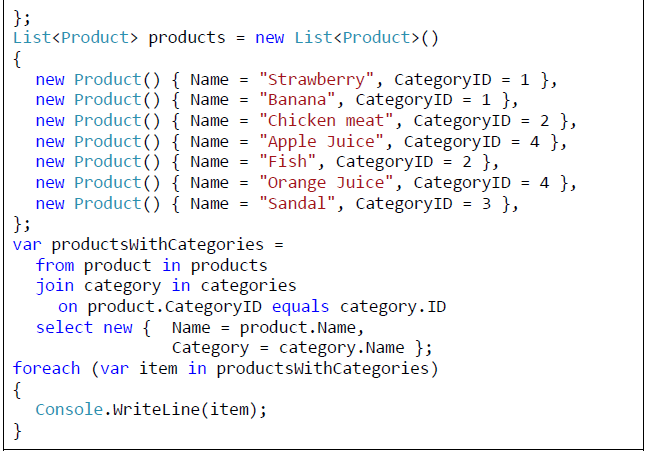 };
List<Product> products = new List<Product>()
{
new Product() { Name = "Strawberry", CategoryID = 1 },
new Product() { Name = "Banana", CategoryID = 1 },
new Product() { Name = "Chicken meat", CategoryID = 2 },
new Product() { Name = "Apple Juice", CategoryID = 4 },
new Product() { Name = "Fish", CategoryID = 2 },
new Product() { Name = "Orange Juice", CategoryID = 4 },
new Product() { Name = "Sandal", CategoryID = 3 },
};
var productsWithCategories =
from product in products
join category in categories
on product.CategoryID equals category.ID
select new { Name = product.Name,
Category = category.Name };
foreach (var item in productsWithCategories)
{
Console.WriteLine(item);
}